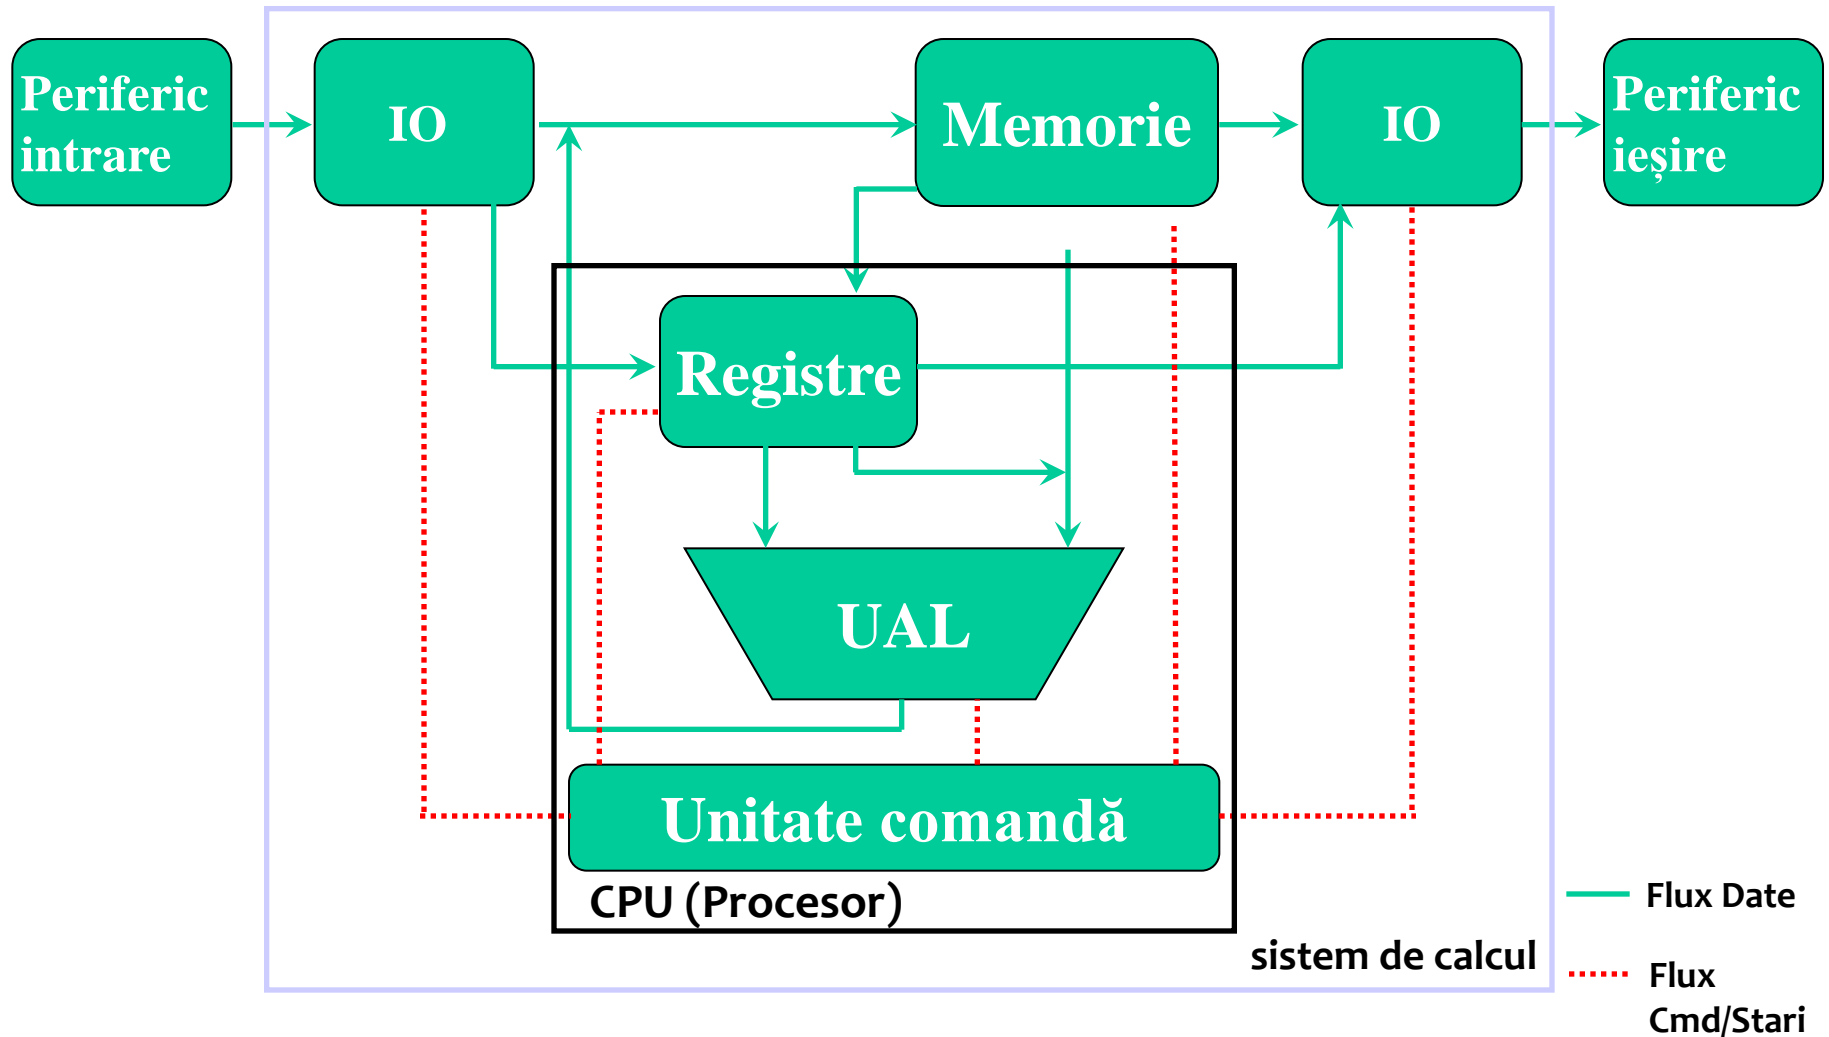 Periferic
intrare
IO
Memorie
IO
Periferic
ieșire
Registre
UAL
Unitate comandă
CPU (Procesor)
sistem de calcul
Flux Date
Flux
Cmd/Stari